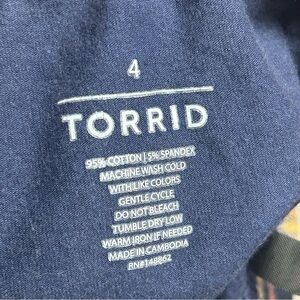 4
TORRID
95% COTTON | 5% SPANDEX
MACHINE WASH COLD
WITH LIKE COLORS
GENTLE CYCLE
DO NOT BLEACH
TUMBLE DRY LOW
WARM IRON IF NEEDED
MADE IN CAMBODIA
RN#148862